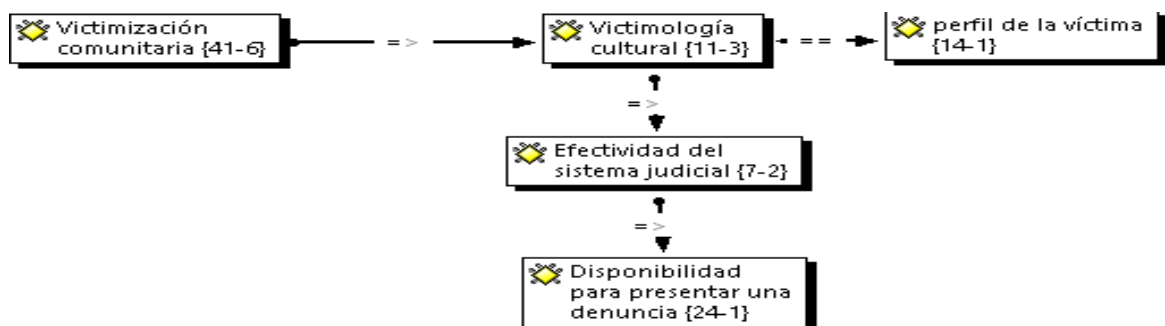 Victimización
comunitaria {41-6}
=>
Victimología
cultural {11-3}
==
perfil de la víctima
{14-1}
=>
Efectividad del
sistema judicial {7-2}
=>
Disponibilidad
para presentar una
denuncia {24-1}